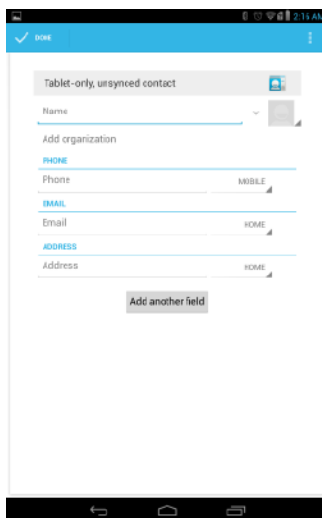 2:16 AM
DONE
Tablet-only, unsynced contact
Name
Add organization
PHONE
Phone MOBILE
EMAIL
Email HOME
ADDRESS
Address HOME
Add another field